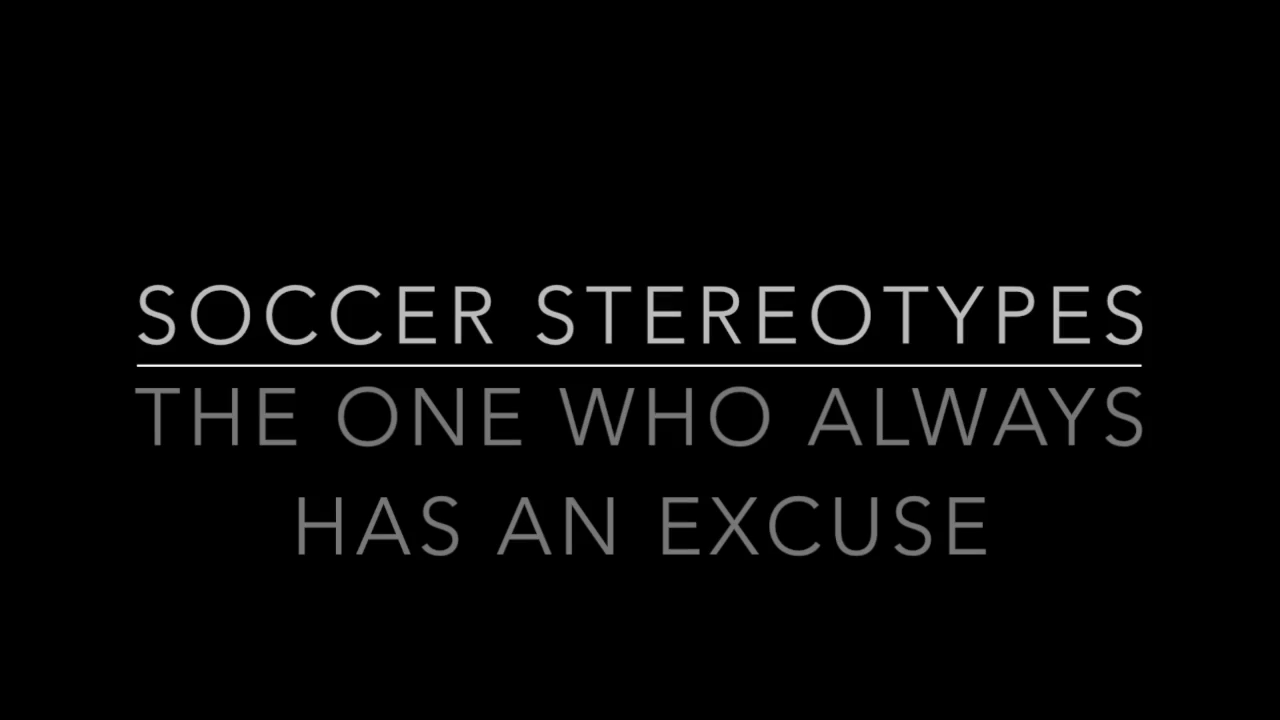 SOCCER STEREOTYPES
THE ONE WHO ALWAYS
HAS AN EXCUSE